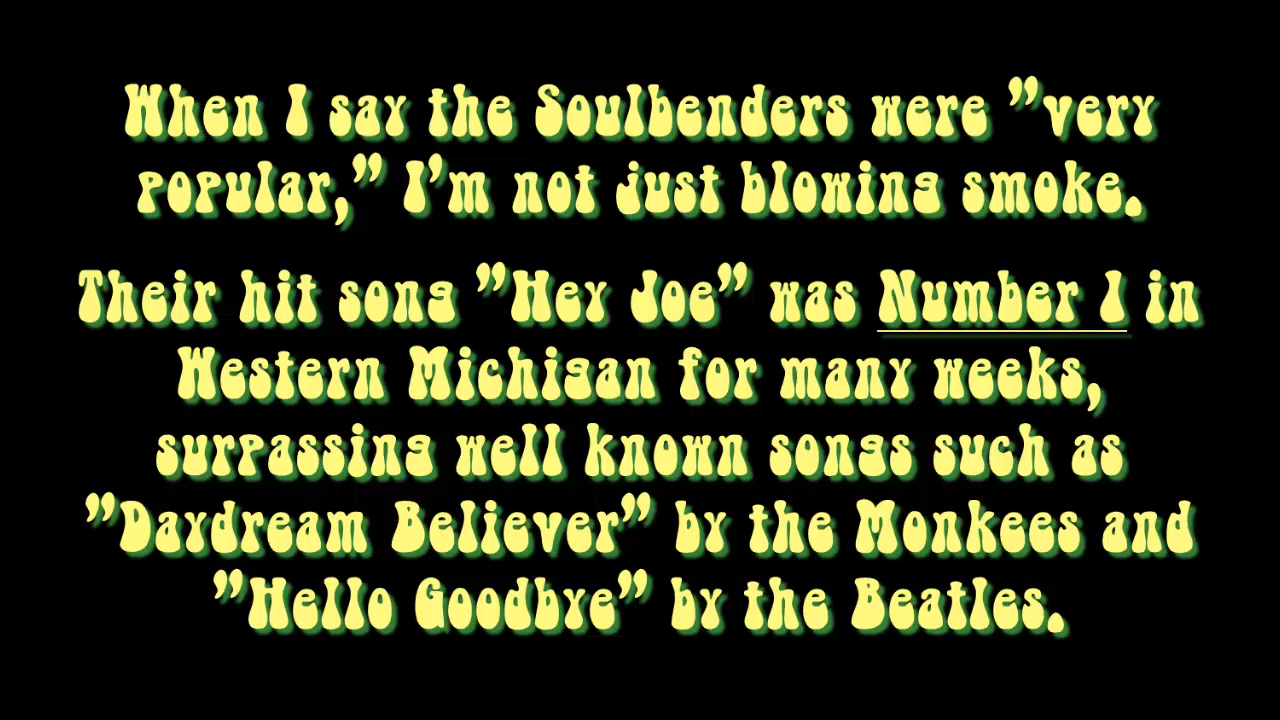 When I say the Soulbenders were "very
popular," I'm not just blowing smoke.
Their hit song "Hey Joe" was Number 1 in
Western Michigan for many weeks,
surpassing well known songs such as
"Daydream Believer" by the Monkees and
"Hello Goodbye" by the Beatles.